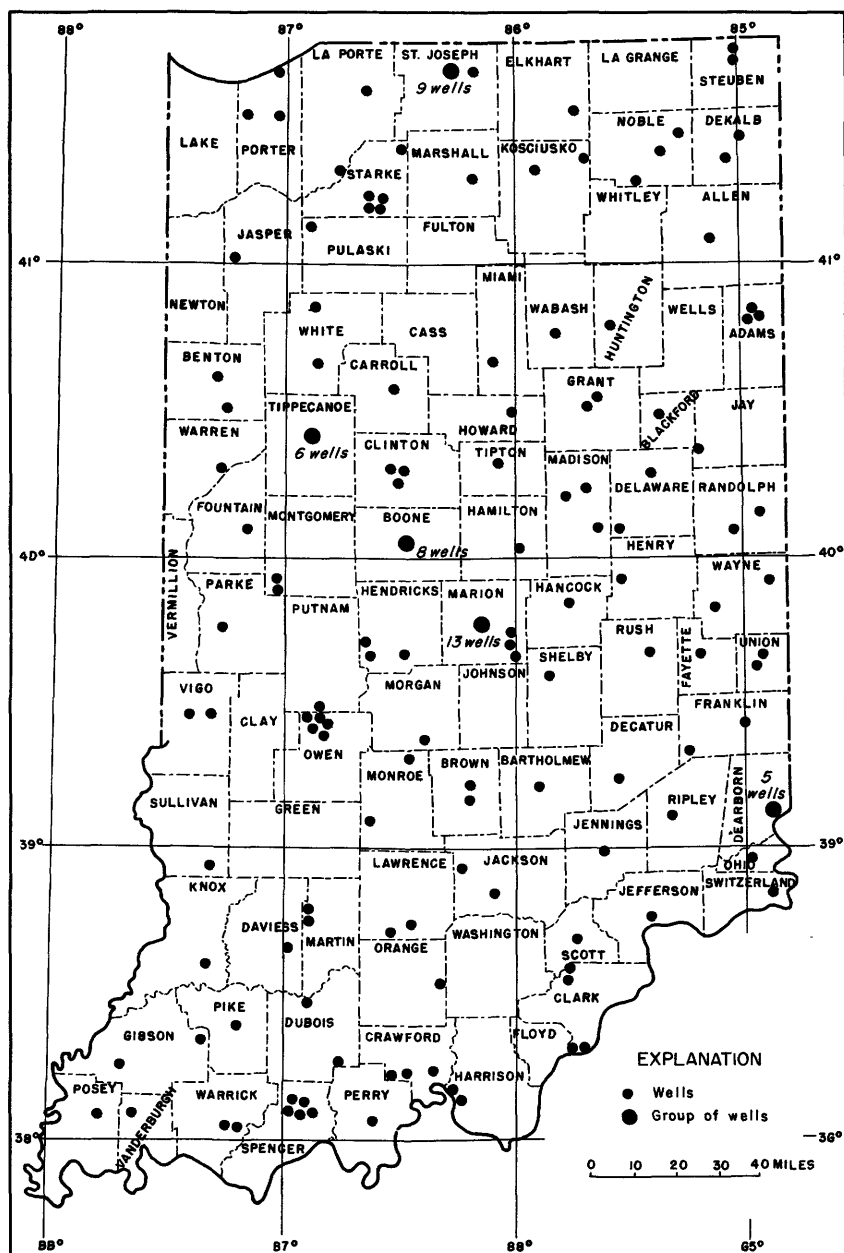 88° 87° 86° 85°
LA PORTE ST. JOSEPH ELKHART LA GRANGE
STEUBEN
9 wells
NOBLE DEKALB
LAKE PORTER MARSHALL KOSCIUSKO
STARKE
WHITLEY ALLEN
JASPER FULTON
PULASKI
41° 41°
MIAMI
NEWTON WABASH HUNTINGTON WELLS
WHITE CASS ADAMS
BENTON CARROLL
GRANT
TIPPECANOE BLACKFORD JAY
WARREN HOWARD
6 wells CLINTON TIPTON MADISON
DELAWARE RANDOLPH
FOUNTAIN MONTGOMERY BOONE HAMILTON
8 wells HENRY
40° 40°
VERMILLION PARKE HENDRICKS MARION HANCOCK WAYNE
PUTNAM
13 wells RUSH FAYETTE UNION
SHELBY
VIGO CLAY MORGAN JOHNSON FRANKLIN
OWEN DECATUR
MONROE BROWN BARTHOLMEW
SULLIVAN GREEN RIPLEY DEARBORN 5
wells
JENNINGS
39° 39°
LAWRENCE JACKSON OHIO
KNOX JEFFERSON SWITZERLAND
DAVIESS MARTIN ORANGE WASHINGTON
SCOTT
CLARK
PIKE DUBOIS
GIBSON CRAWFORD FLOYD
HARRISON
EXPLANATION
Wells
Group of wells
POSEY VANDERBURGH WARRICK PERRY
38° 36°
SPENGER
0 10 20 30 40 MILES
88° 87° 88° 65°